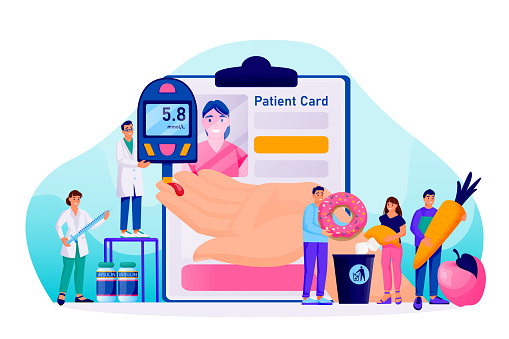 5.8
mmol/L
Patient Card
INSULIN
INSULIN